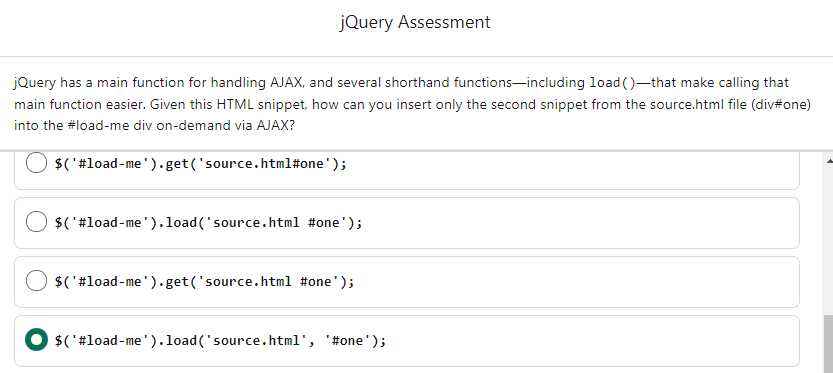 jQuery Assessment
jQuery has a main function for handling AJAX, and several shorthand functions—including load()—that make calling that
main function easier. Given this HTML snippet, how can you insert only the second snippet from the source.html file (div#one)
into the #load-me div on-demand via AJAX?
$('#load-me').get('source.html#one');
$('#load-me').load('source.html #one');
$('#load-me').get('source.html #one');
$('#load-me').load('source.html', '#one');